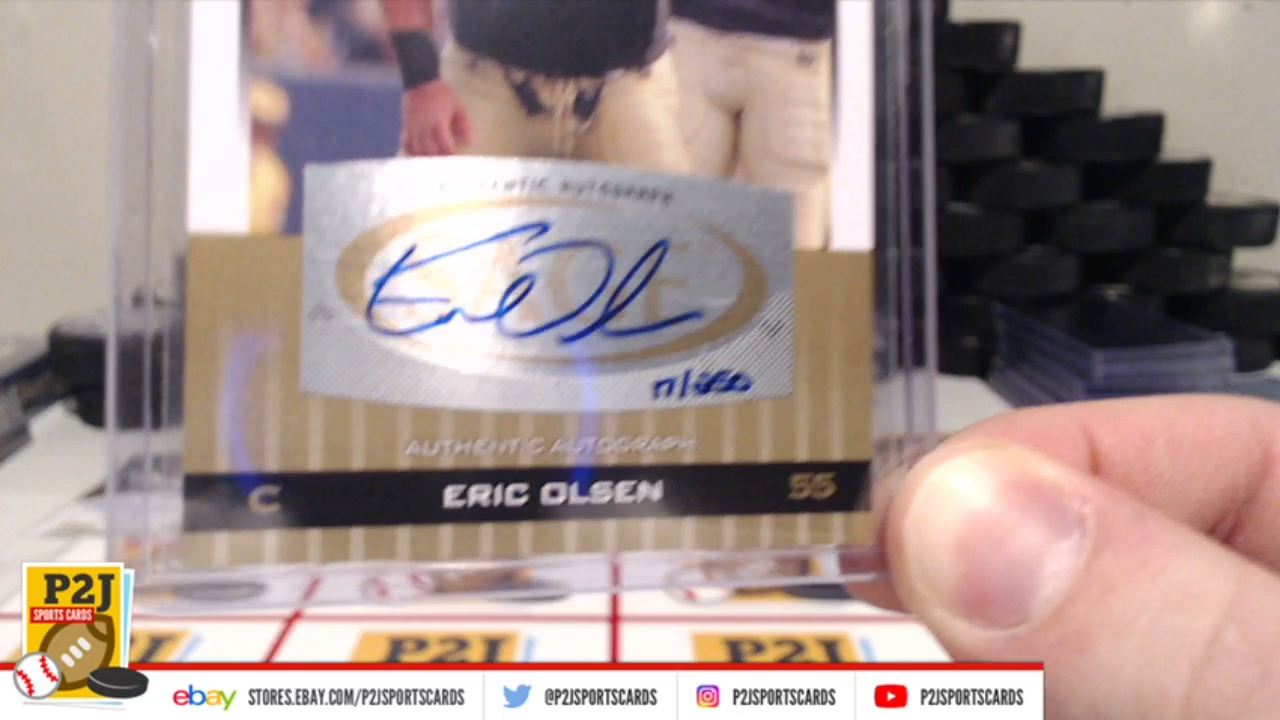 AUTHENTIC AUTOGRAPH
SAGE
AUTHENTIC AUTOGRAPH
C ERIC OLSEN 55
P2J
SPORTS CARDS
P2J P2J
ebay STORES.EBAY.COM/P2JSPORTSCARDS @P2JSPORTSCARDS P2JSPORTSCARDS P2JSPORTSCARDS